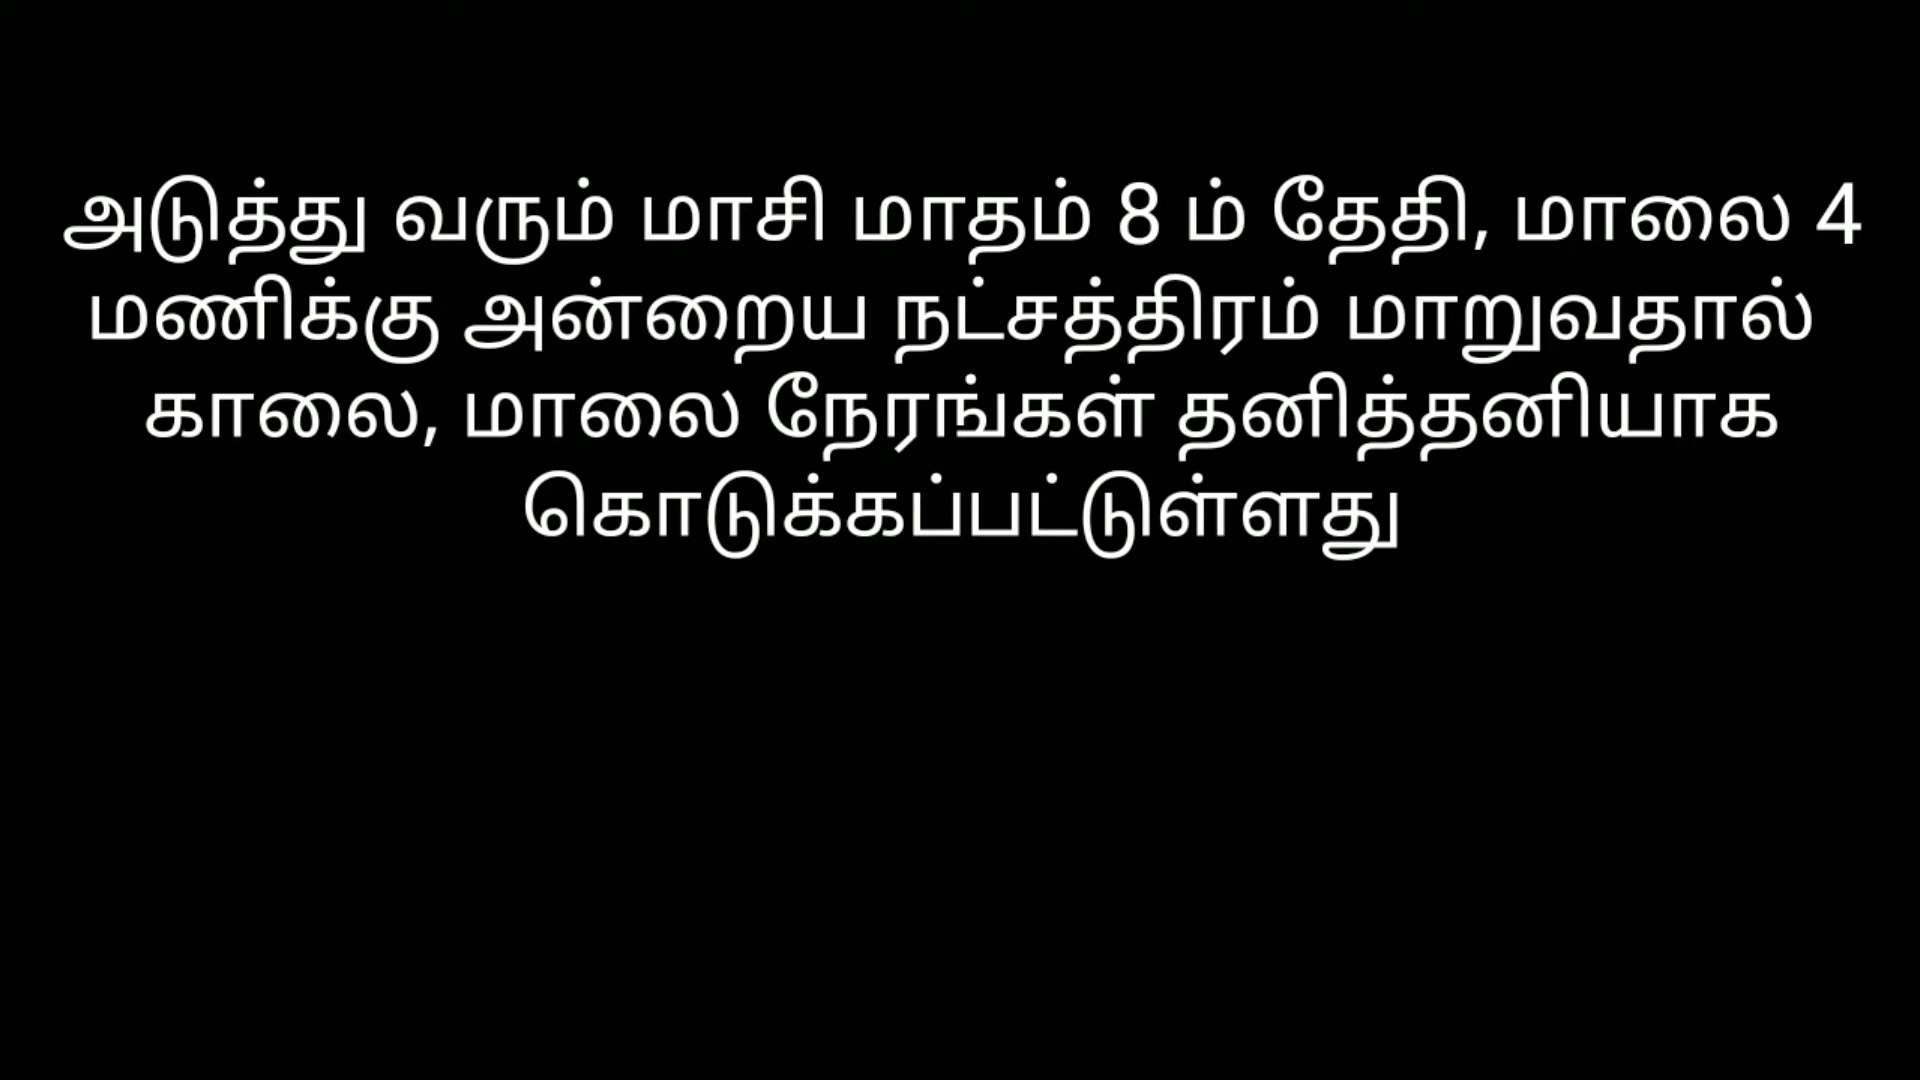 அடுத்து வரும் மாசி மாதம் 8 ம் தேதி, மாலை 4
மணிக்கு அன்றைய நட்சத்திரம் மாறுவதால்
காலை, மாலை நேரங்கள் தனித்தனியாக
கொடுக்கப்பட்டுள்ளது